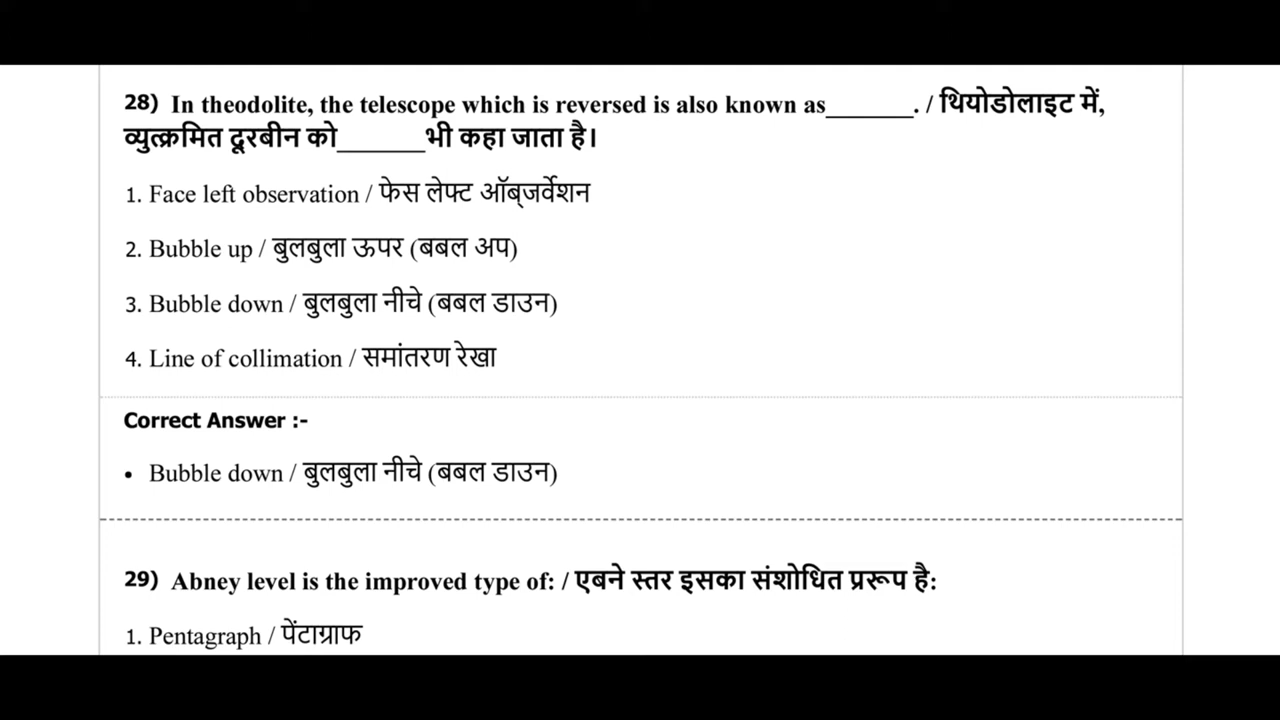 28) In theodolite, the telescope which is reversed is also known as_______. / थियोडोलाइट में,
व्युत्क्रमित दूरबीन को_______भी कहा जाता है।
1. Face left observation / फेस लेफ्ट ऑब्जर्वेशन
2. Bubble up / बुलबुला ऊपर (बबल अप)
3. Bubble down / बुलबुला नीचे (बबल डाउन)
4. Line of collimation / समांतरण रेखा
Correct Answer :-
• Bubble down / बुलबुला नीचे (बबल डाउन)
29) Abney level is the improved type of: / एबने स्तर इसका संशोधित प्ररूप है:
1. Pentagraph / पेंटाग्राफ